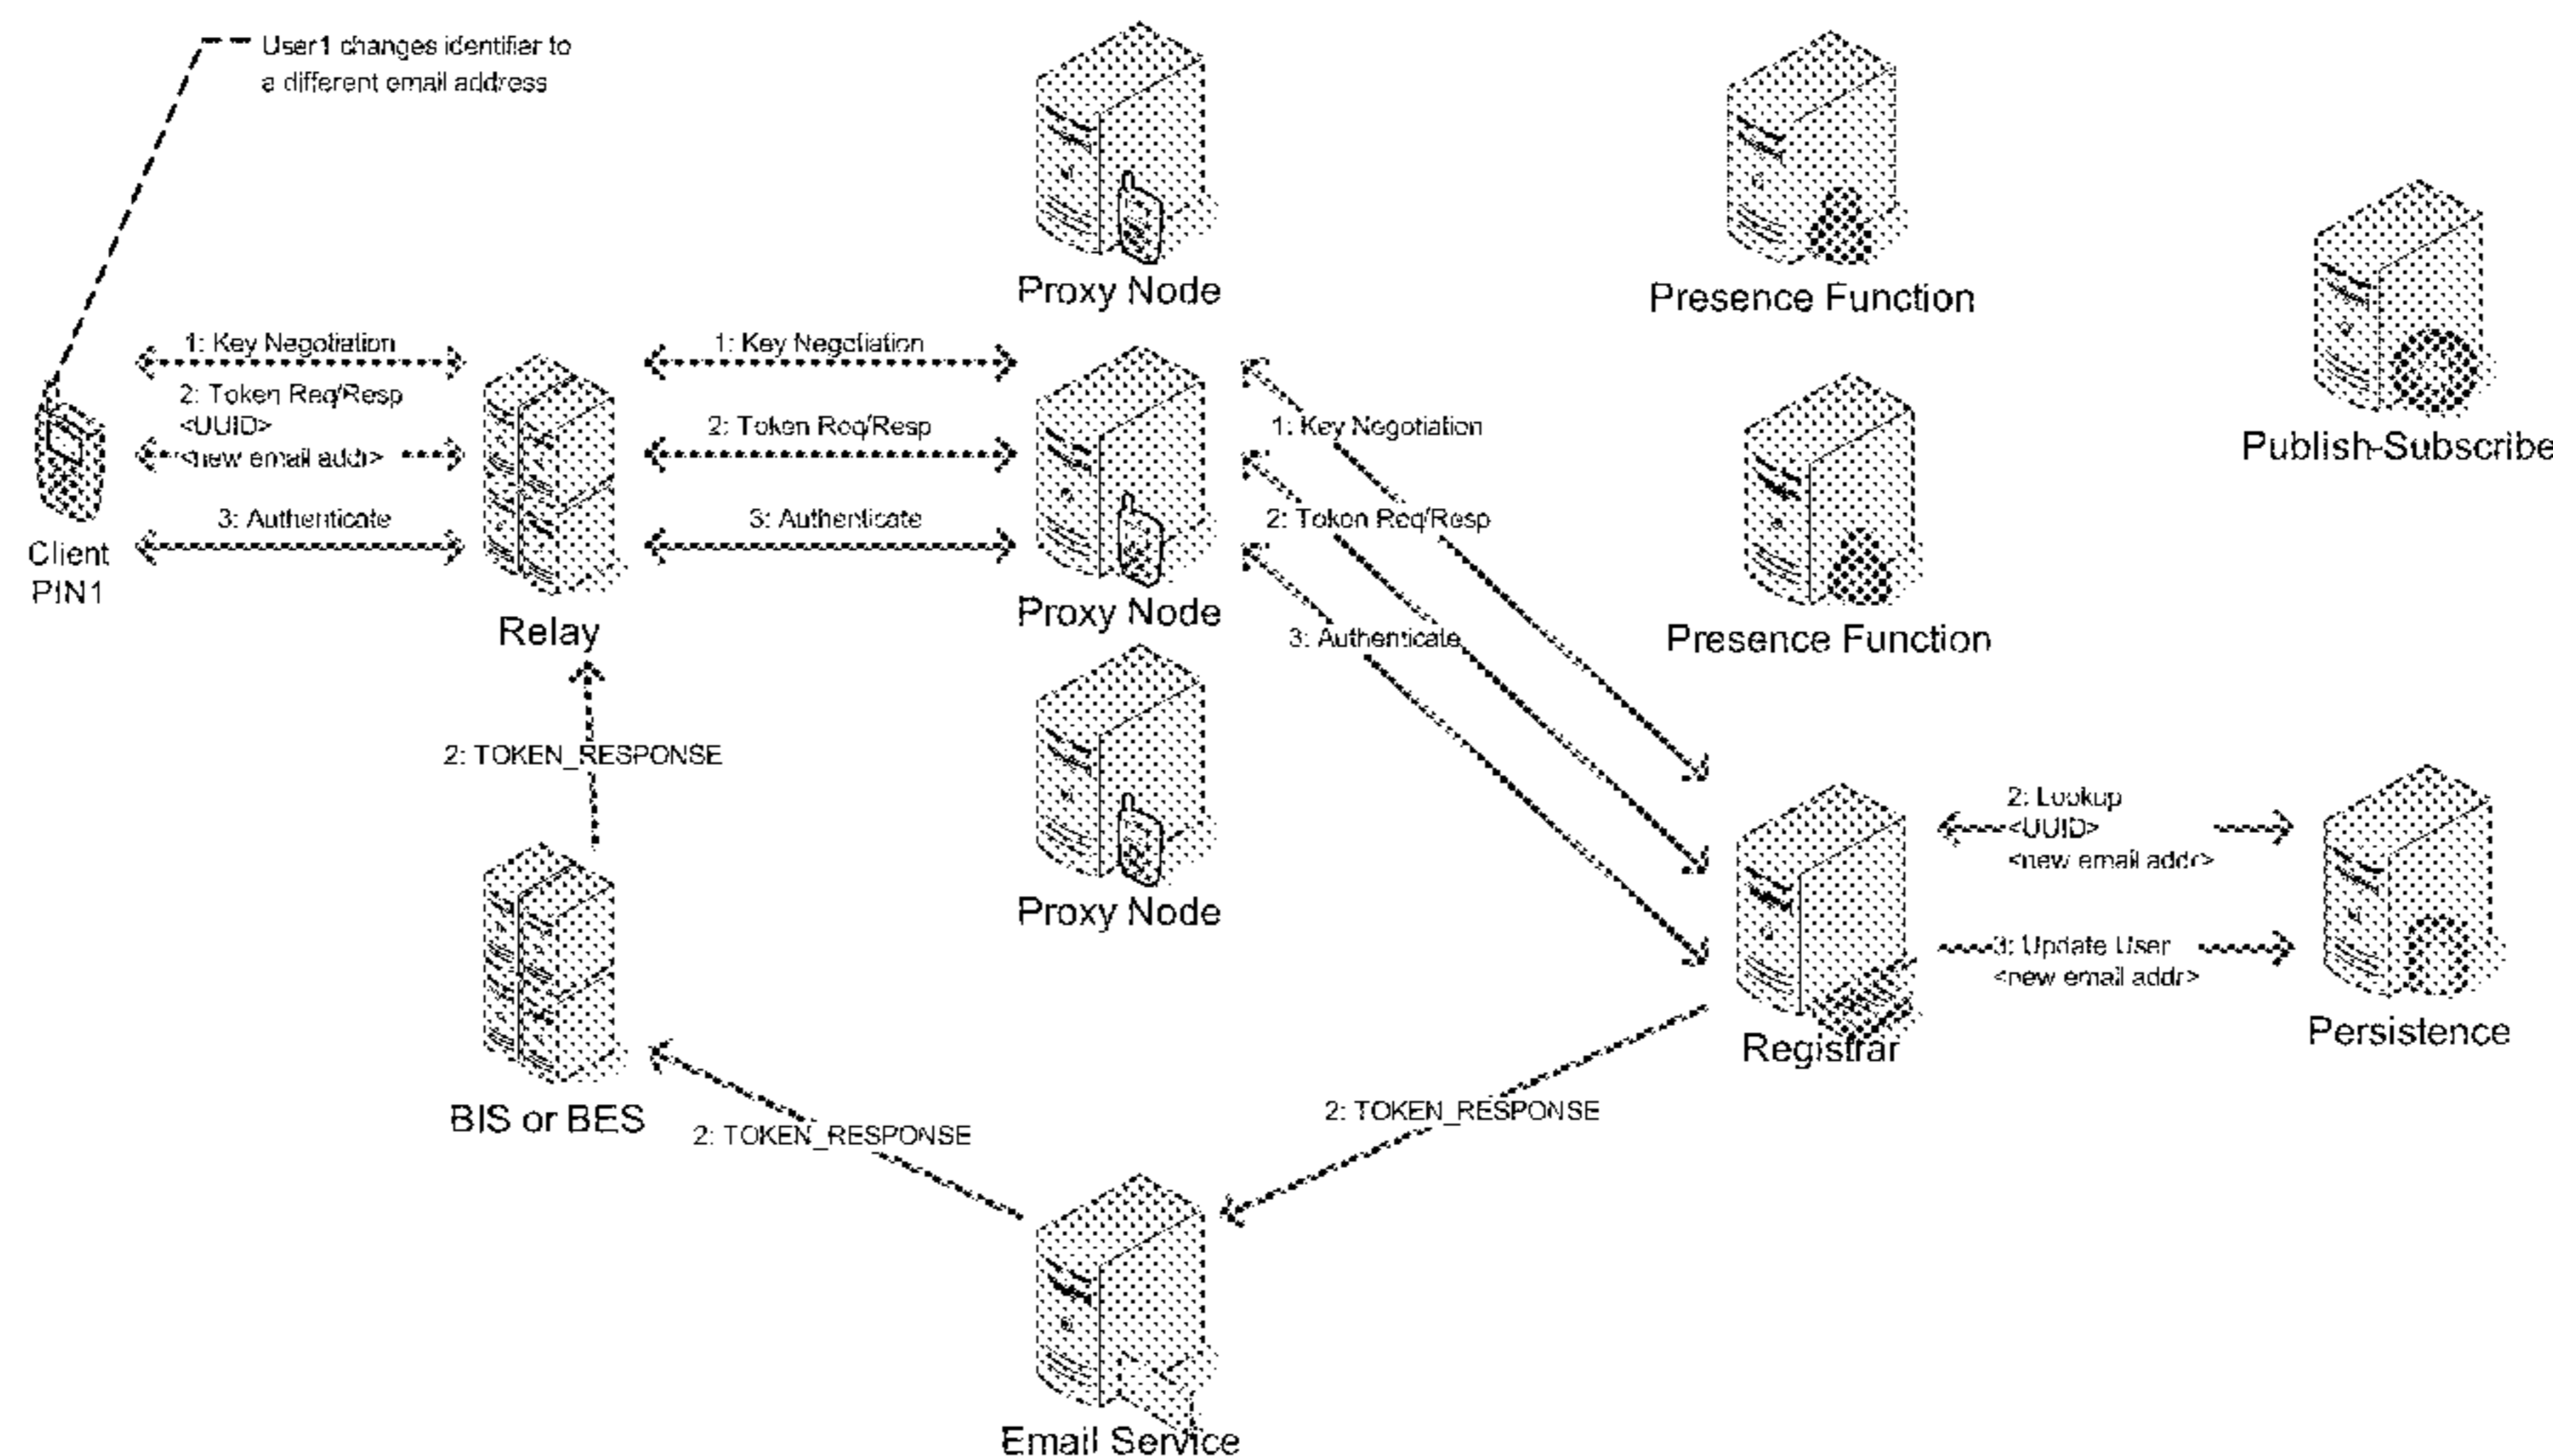 User1 changes identifier to
a different email address
Proxy Node
Presence Function
Publish-Subscribe
1: Key Negotiation
1: Key Negotiation
2: Token Req/Resp
<UUID>
<new email addr>
2: Token Req/Resp
3: Authenticate
3: Authenticate
Client
PIN1
Relay
Proxy Node
1: Key Negotiation
2: Token Req/Resp
3: Authenticate
Presence Function
2: TOKEN_RESPONSE
Proxy Node
2: Lookup
<UUID>
<new email addr>
3: Update User
<new email addr>
Registrar
Persistence
BIS or BES
2: TOKEN_RESPONSE
2: TOKEN_RESPONSE
Email Service